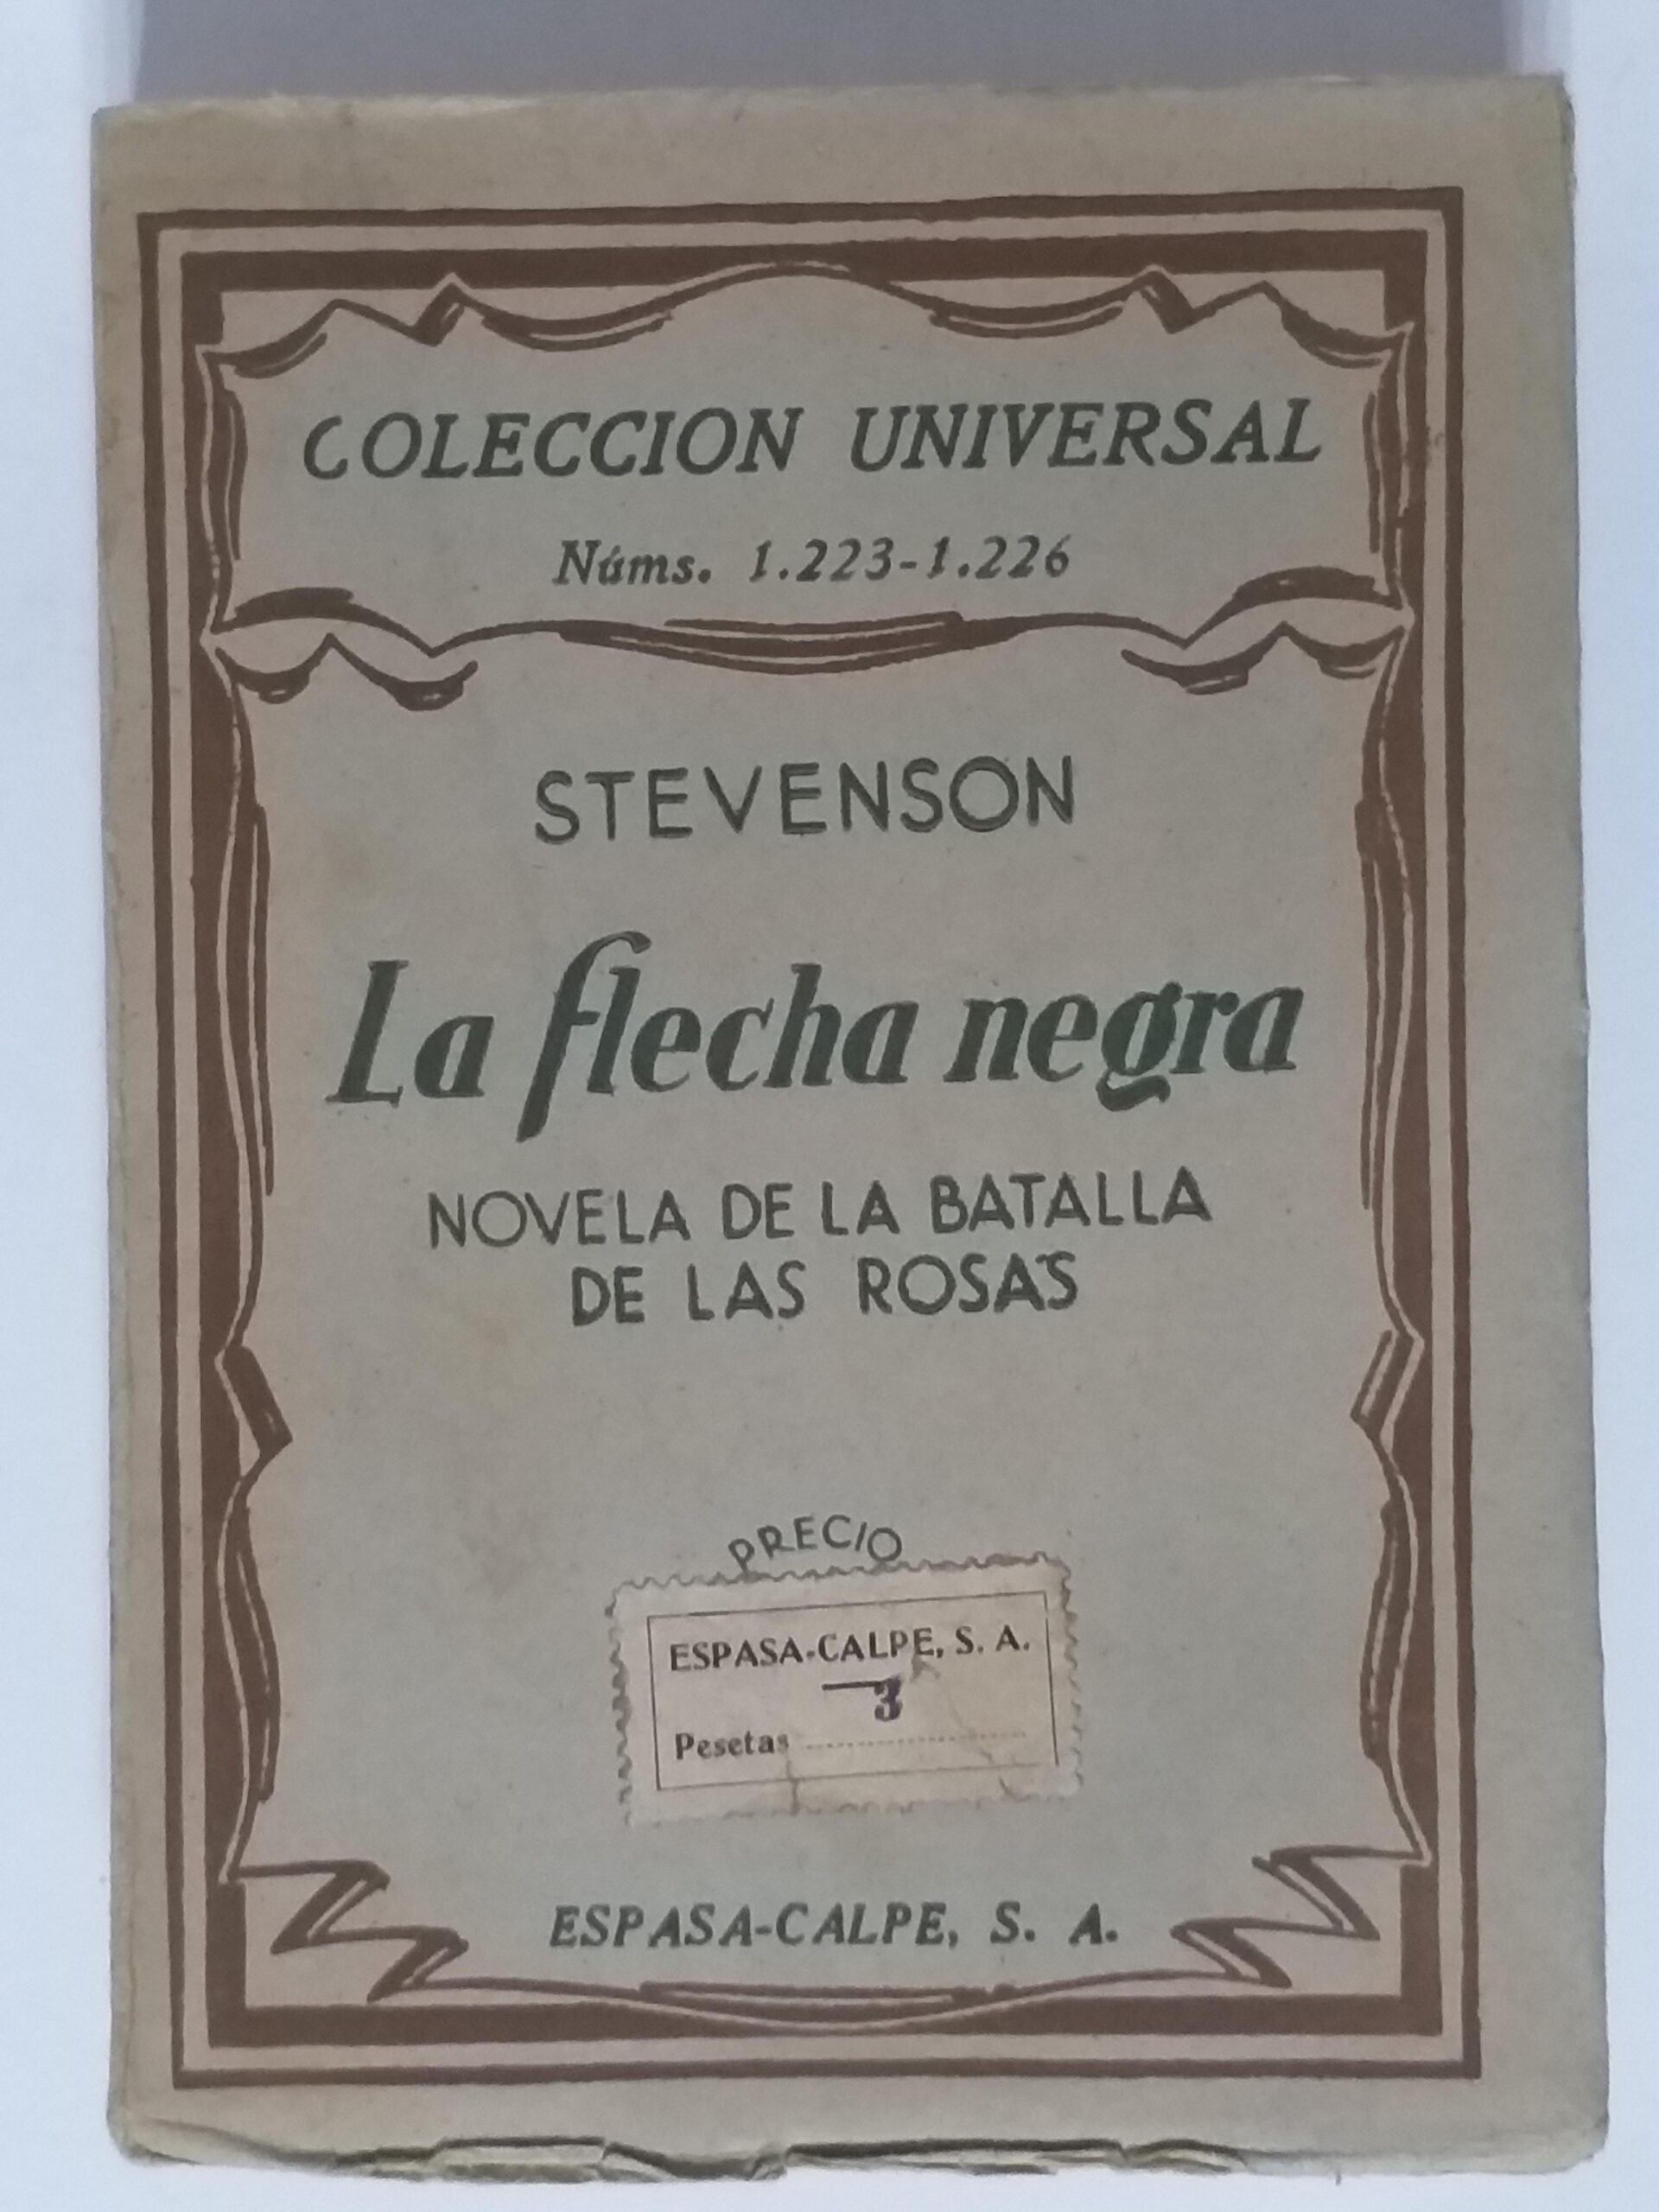 COLECCION UNIVERSAL
Núms. 1.223-1.226
STEVENSON
La flecha negra
NOVELA DE LA BATALLA
DE LAS ROSAS
PRECIO
ESPASA-CALPE, S. A.
3
Pesetas
ESPASA-CALPE, S. A.